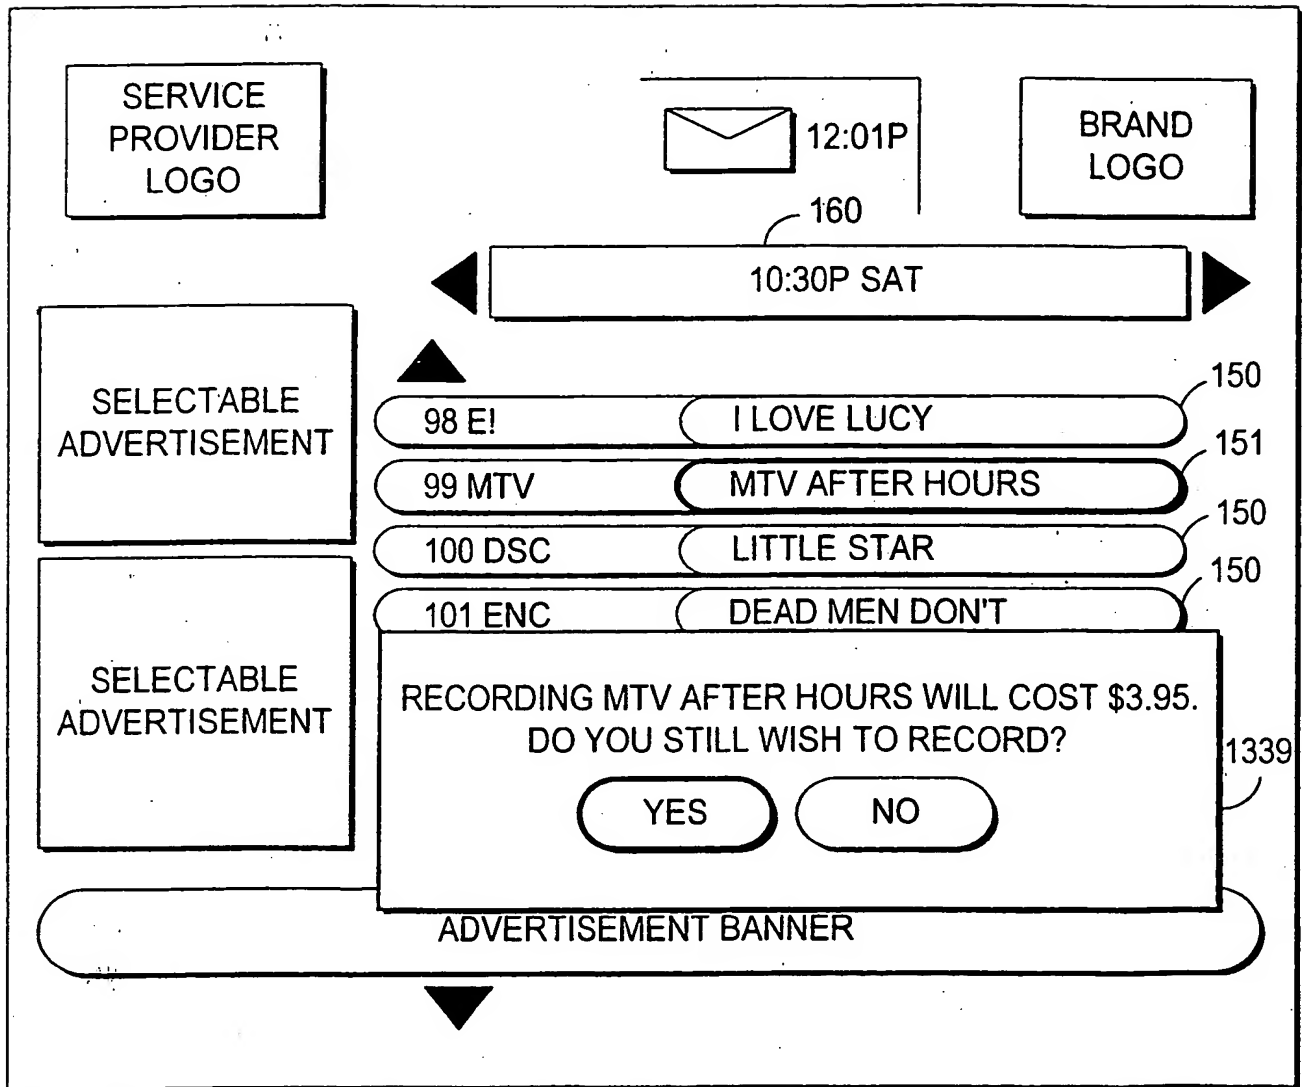 SERVICE
PROVIDER
LOGO
12:01P
BRAND
LOGO
160
10:30P SAT
SELECTABLE
ADVERTISEMENT
150
98 E! I LOVE LUCY
151
99 MTV MTV AFTER HOURS
150
100 DSC LITTLE STAR
150
101 ENC DEAD MEN DON'T
SELECTABLE
ADVERTISEMENT
RECORDING MTV AFTER HOURS WILL COST $3.95.
DO YOU STILL WISH TO RECORD?
1339
YES NO
ADVERTISEMENT BANNER